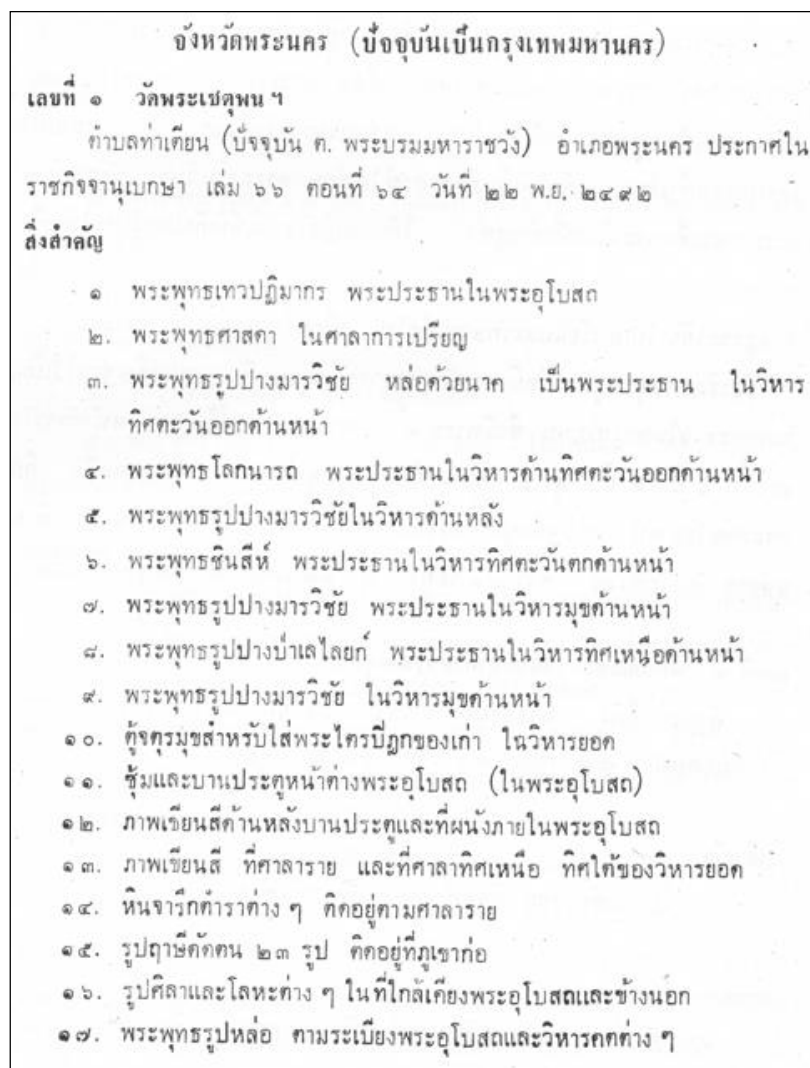 จังหวัดพระนคร (ปัจจุบันเป็นกรุงเทพมหานคร)
เลขที่ ๑ วัดพระเชตุพน ฯ
ตำบลท่าเตียน (ปัจจุบัน ต. พระบรมมหาราชวัง) อำเภอพระนคร ประกาศใน
ราชกิจจานุเบกษา เล่ม ๖๖ ตอนที่ ๖๔ วันที่ ๒๒ พ.ย. ๒๔๙๒
สิ่งสำคัญ
๑ พระพุทธเทวปฏิมากร พระประธานในพระอุโบสถ
๒. พระพุทธศาสดา ในศาลาการเปรียญ
๓. พระพุทธรูปปางมารวิชัย หล่อด้วยนาค เป็นพระประธาน ในวิหาร
ทิศตะวันออกด้านหน้า
๔. พระพุทธโลกนารถ พระประธานในวิหารด้านทิศตะวันออกด้านหน้า
๕. พระพุทธรูปปางมารวิชัยในวิหารด้านหลัง
๖. พระพุทธชินสีห์ พระประธานในวิหารทิศตะวันตกด้านหน้า
๗. พระพุทธรูปปางมารวิชัย พระประธานในวิหารมุขด้านหน้า
๘. พระพุทธรูปปางป่าเลไลยก์ พระประธานในวิหารทิศเหนือด้านหน้า
๙. พระพุทธรูปปางมารวิชัย ในวิหารมุขด้านหน้า
๑๐. ตู้จตุรมุขสำหรับใส่พระไตรปิฎกของเก่า ในวิหารยอด
๑๑. ซุ้มและบานประตูหน้าต่างพระอุโบสถ (ในพระอุโบสถ)
๑๒. ภาพเขียนสีด้านหลังบานประตูและที่ผนังภายในพระอุโบสถ
๑๓. ภาพเขียนสี ที่ศาลาราย และที่ศาลาทิศเหนือ ทิศใต้ของวิหารยอด
๑๔. หินจารึกตำราต่าง ๆ ติดอยู่ตามศาลาราย
๑๕. รูปฤาษีดัดตน ๒๓ รูป ติดอยู่ที่ภูเขาก่อ
๑๖. รูปศิลาและโลหะต่าง ๆ ในที่ใกล้เคียงพระอุโบสถและข้างนอก
๑๗. พระพุทธรูปหล่อ ตามระเบียงพระอุโบสถและวิหารคตต่าง ๆ